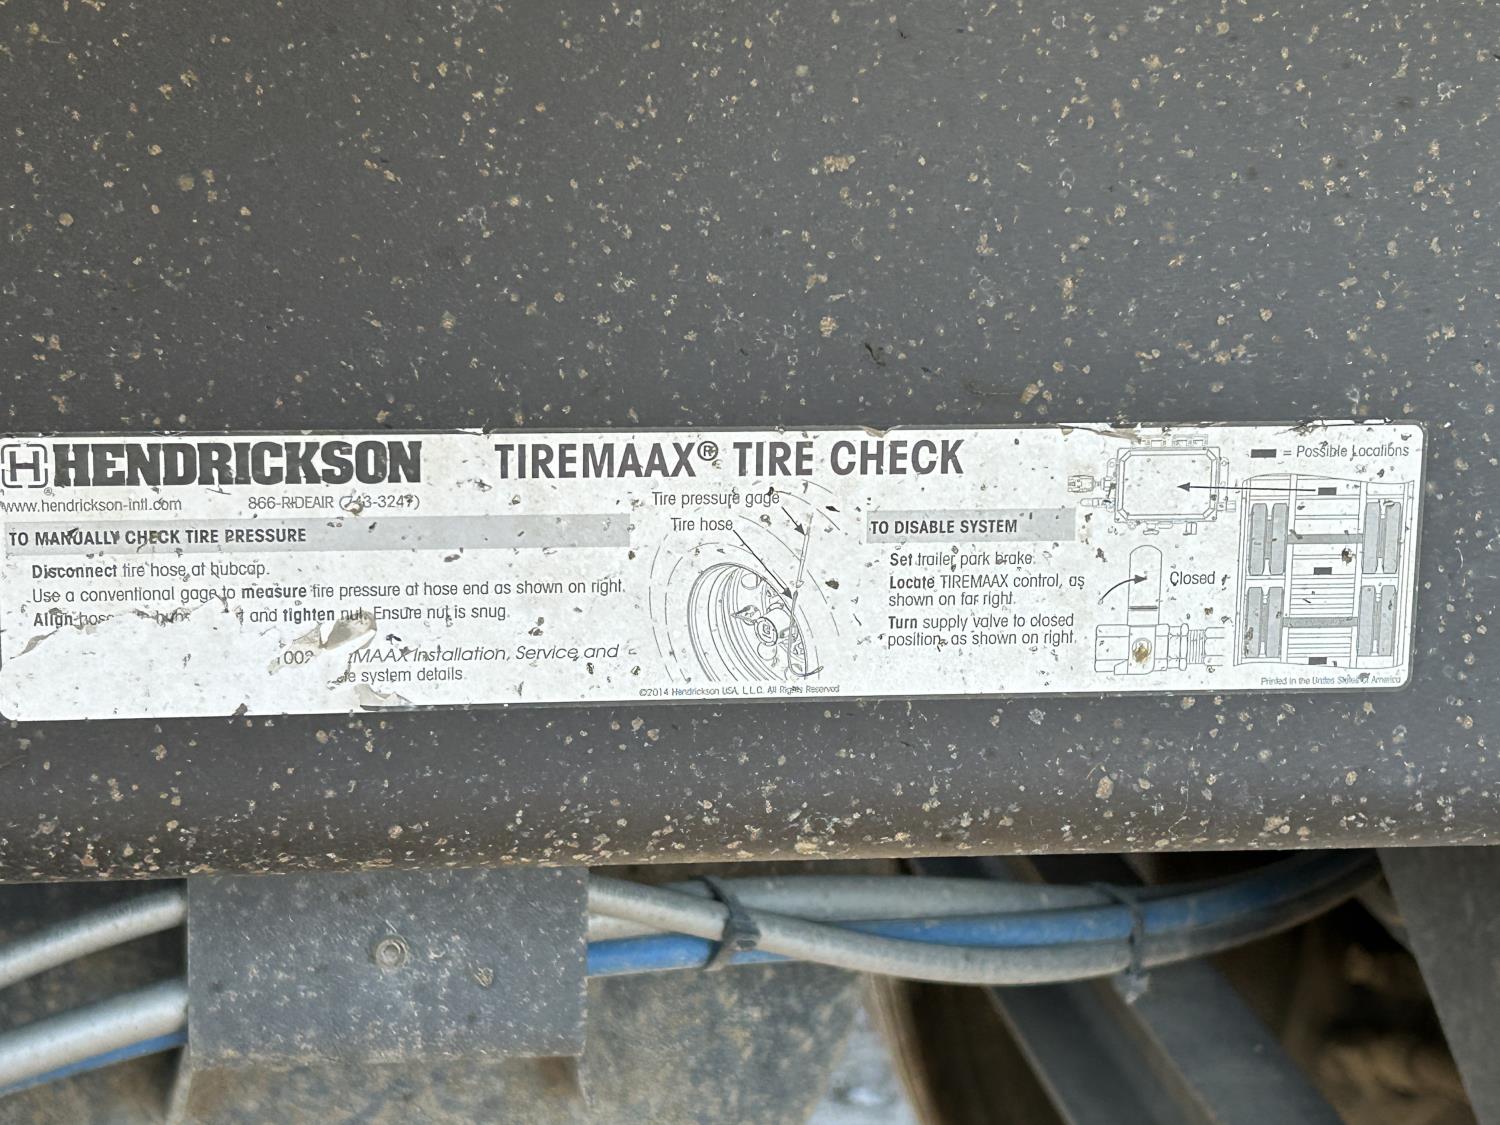 HENDRICKSON
TIREMAAX® TIRE CHECK
www.hendrickson-intl.com 866-RIDEAIR (743-3247)
TO MANUALLY CHECK TIRE PRESSURE
Disconnect tire hose at hubcap.
Use a conventional gage to measure tire pressure at hose end as shown on right.
Align hose and tighten nut. Ensure nut is snug.
Installation, Service and
system details.
Tire pressure gage
Tire hose
©2014 Hendrickson USA, L.L.C. All Rights Reserved
TO DISABLE SYSTEM
Set trailer park brake.
Locate TIREMAAX control, as
shown on far right.
Turn supply valve to closed
position, as shown on right.
Closed
= Possible Locations
Printed in the United States of America